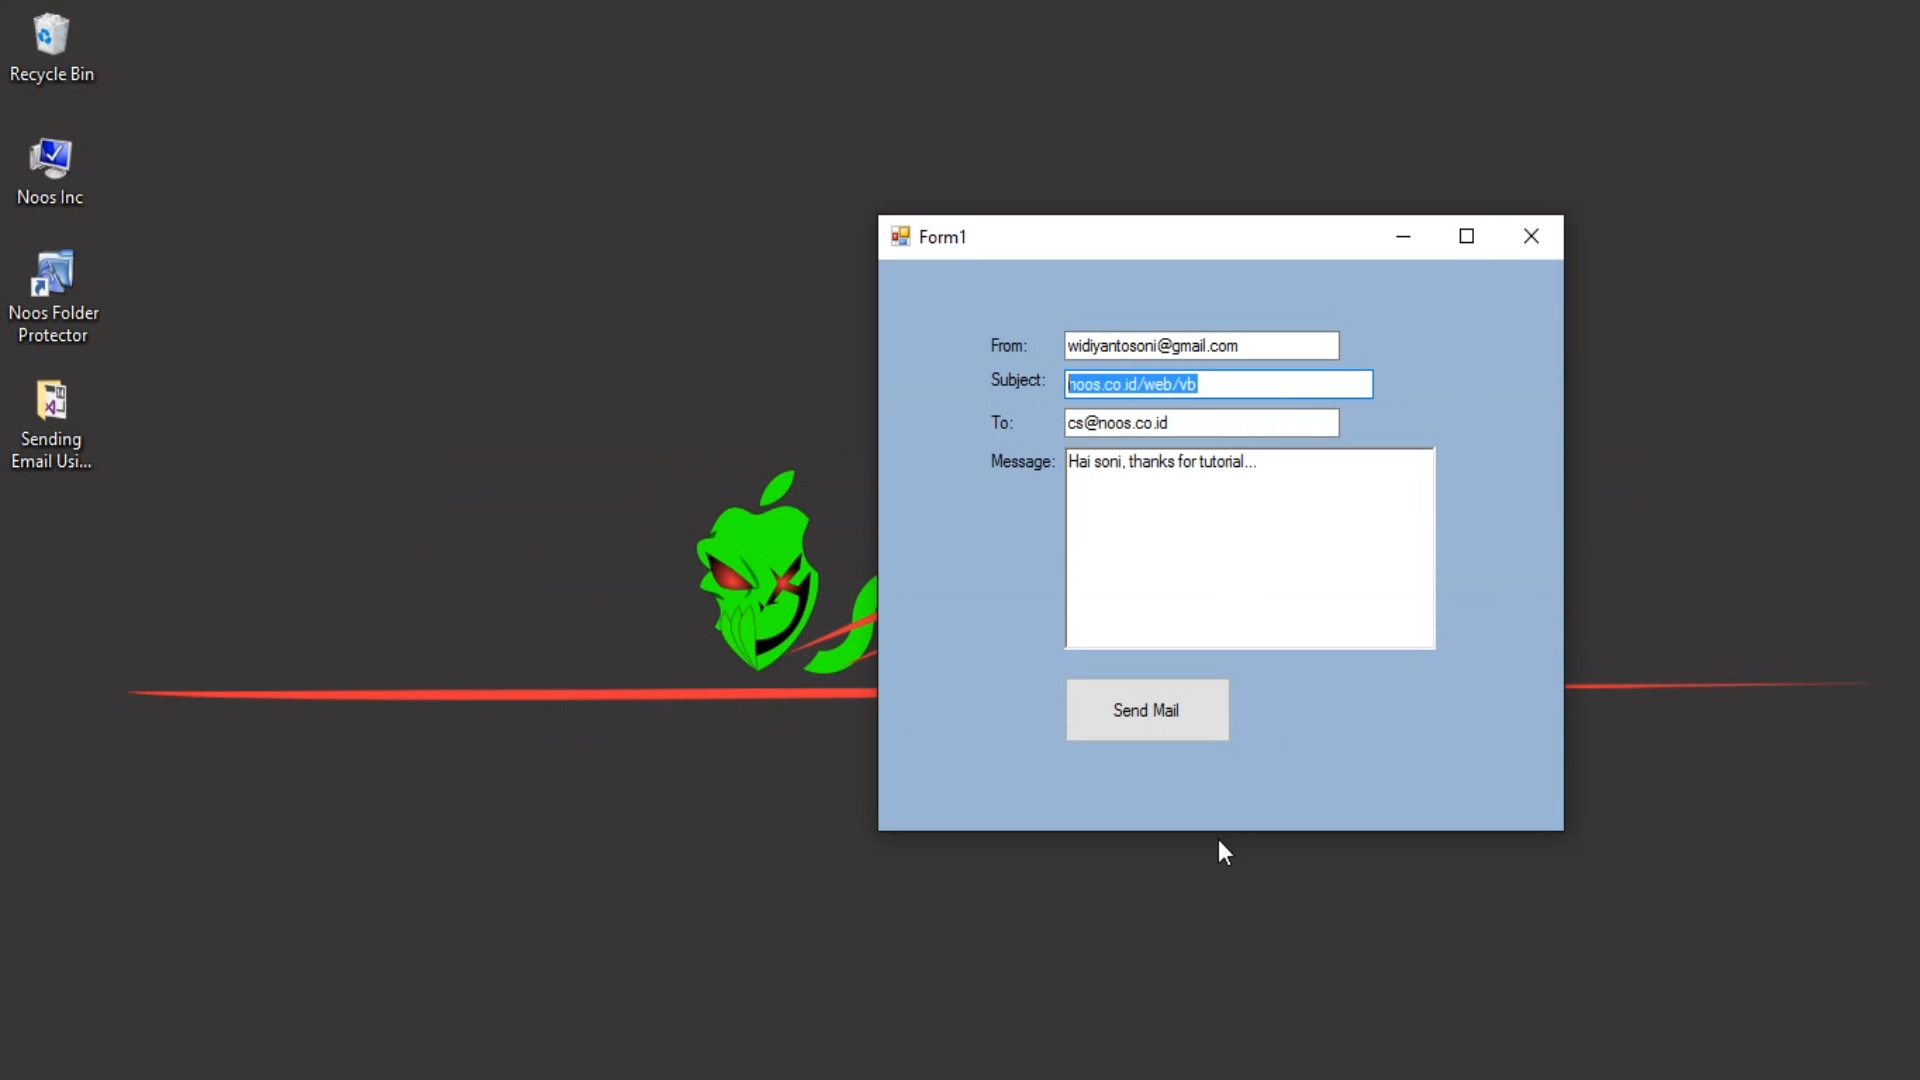 Recycle Bin
Noos Inc
Noos Folder
Protector
Sending
Email Usi...
Form1
From:
widiyantosoni@gmail.com
Subject:
noos.co.id/web/vb
To:
cs@noos.co.id
Message:
Hai soni, thanks for tutorial...
Send Mail